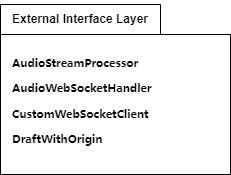 External Interface Layer
AudioStreamProcessor
AudioWebSocketHandler
CustomWebSocketClient
DraftWithOrigin